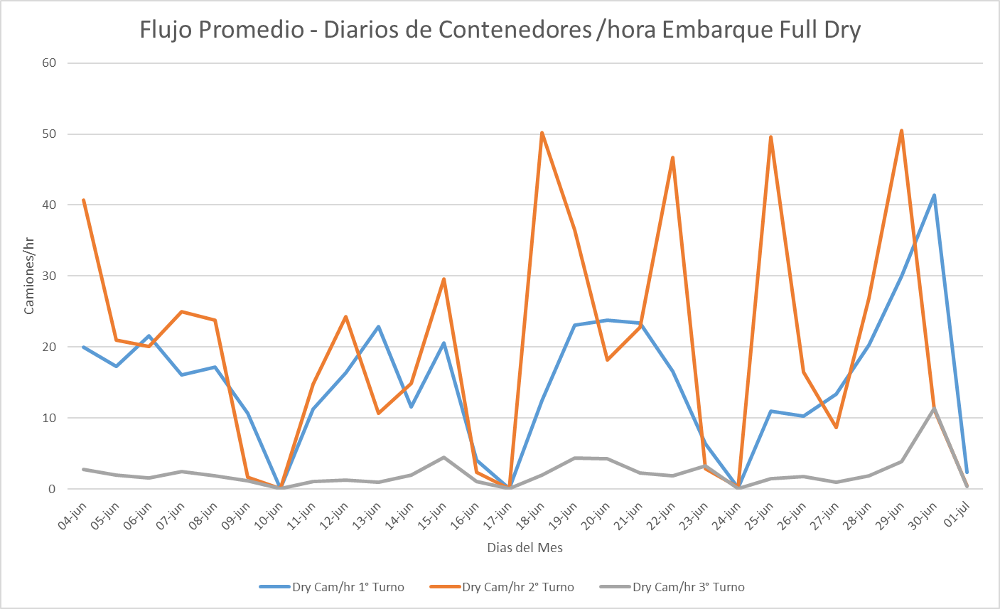 Flujo Promedio - Diarios de Contenedores /hora Embarque Full Dry
60
50
40
30
20
10
0
Camiones/hr
04-jun
05-jun
06-jun
07-jun
08-jun
09-jun
10-jun
11-jun
12-jun
13-jun
14-jun
15-jun
16-jun
17-jun
18-jun
19-jun
20-jun
21-jun
22-jun
23-jun
24-jun
25-jun
26-jun
27-jun
28-jun
29-jun
30-jun
01-jul
Dias del Mes
Dry Cam/hr 1° Turno
Dry Cam/hr 2° Turno
Dry Cam/hr 3° Turno